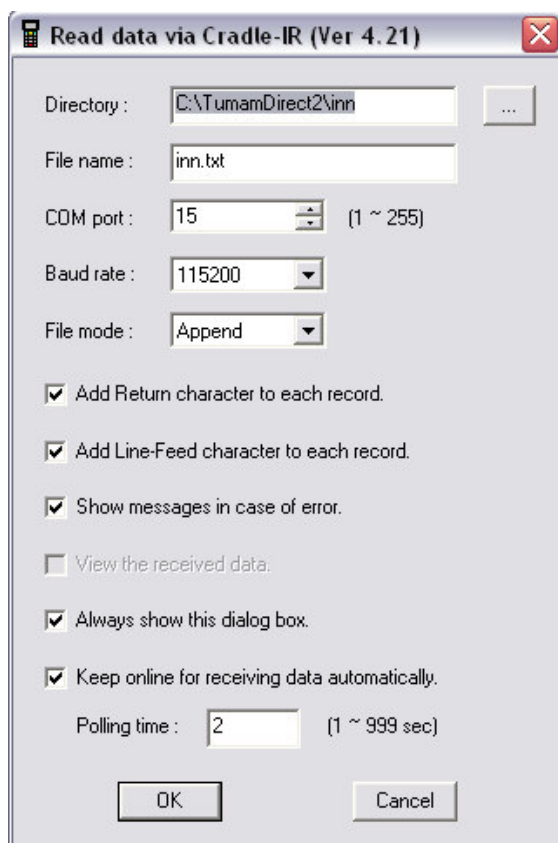 Read data via Cradle-IR (Ver 4.21)
Directory : C:\TumamDirect2\inn ...
File name : inn.txt
COM port : 15 (1 ~ 255)
Baud rate : 115200
File mode : Append
Add Return character to each record.
Add Line-Feed character to each record.
Show messages in case of error.
View the received data.
Always show this dialog box.
Keep online for receiving data automatically.
Polling time : 2 (1 ~ 999 sec)
OK Cancel